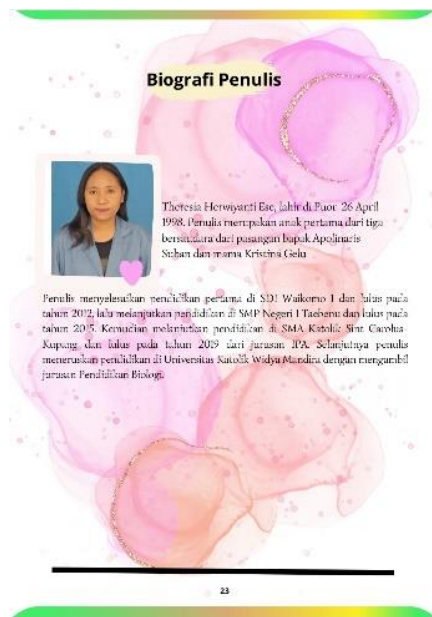 Biografi Penulis
Theresia Herwiyanti Ese, lahir di Puor 26 April
1998. Penulis merupakan anak pertama dari tiga
bersaudara dari pasangan bapak Apolinaris
Suban dan mama Kristina Gelu
Penulis menyelesaikan pendidikan pertama di SDI Waikomo 1 dan lulus pada
tahun 2012, lalu melanjutkan pendidikan di SMP Negeri 1 Taebenu dan lulus pada
tahun 2015. Kemudian melanjutkan pendidikan di SMA Katolik Sint Carolus
Kupang dan lulus pada tahun 2019 dari jurusan IPA. Selanjutnya penulis
meneruskan pendidikan di Universitas Katolik Widya Mandira dengan mengambil
jurusan Pendidikan Biologi.
23